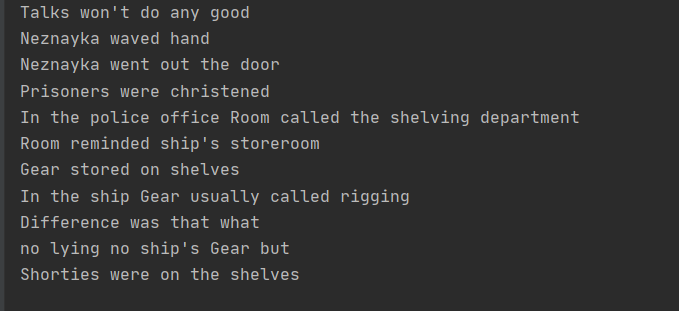 Talks won't do any good
Neznayka waved hand
Neznayka went out the door
Prisoners were christened
In the police office Room called the shelving department
Room reminded ship's storeroom
Gear stored on shelves
In the ship Gear usually called rigging
Difference was that what
no lying no ship's Gear but
Shorties were on the shelves